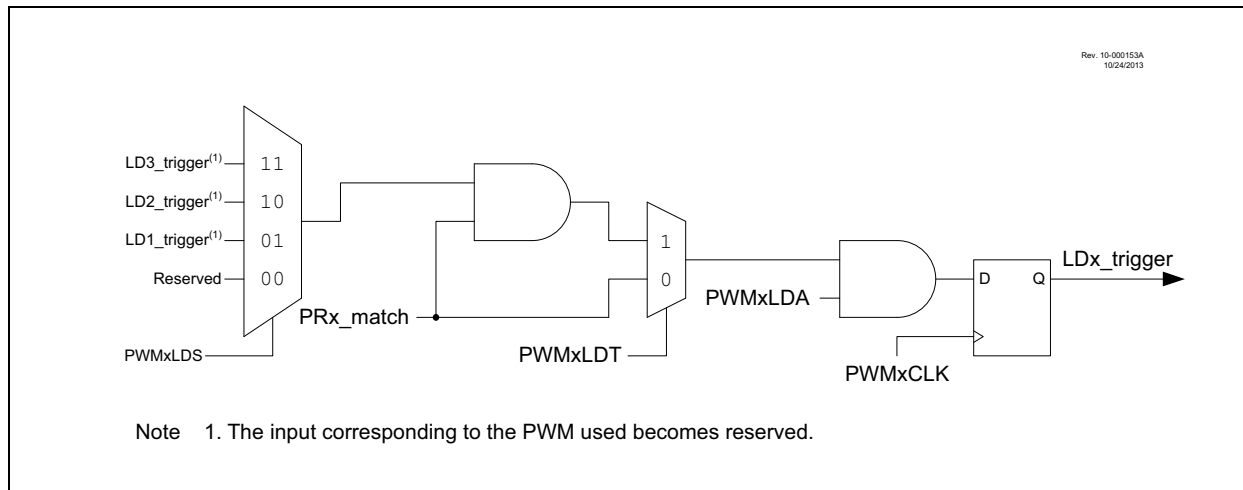 Rev. 10-000153A
10/24/2013
LD3_trigger(1)
11
LD2_trigger(1)
10
LD1_trigger(1)
01
Reserved
00
PWMxLDS
PRx_match
1
0
PWMxLDT
PWMxLDA
D
Q
LDx_trigger
PWMxCLK
Note 1. The input corresponding to the PWM used becomes reserved.